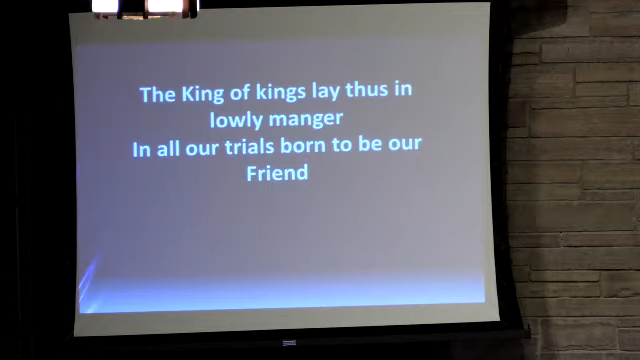 The King of kings lay thus in
lowly manger
In all our trials born to be our
Friend